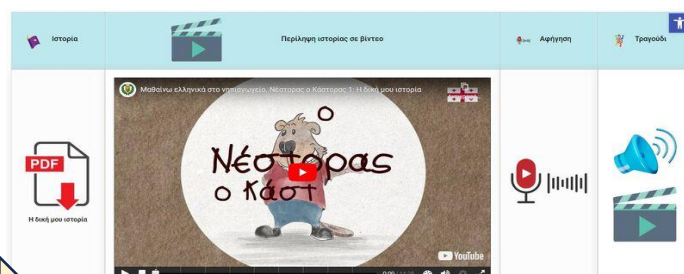 Ιστορία
Περίληψη ιστορίας σε βίντεο
Αφήγηση
Τραγούδι
Μαθαίνω ελληνικά στο νηπιαγωγείο. Νέστορας ο Κάστορας 1: Η δική μου ιστορία
ο
Νέστορας
ο Κάστ
PDF
Η δική μου ιστορία
YouTube